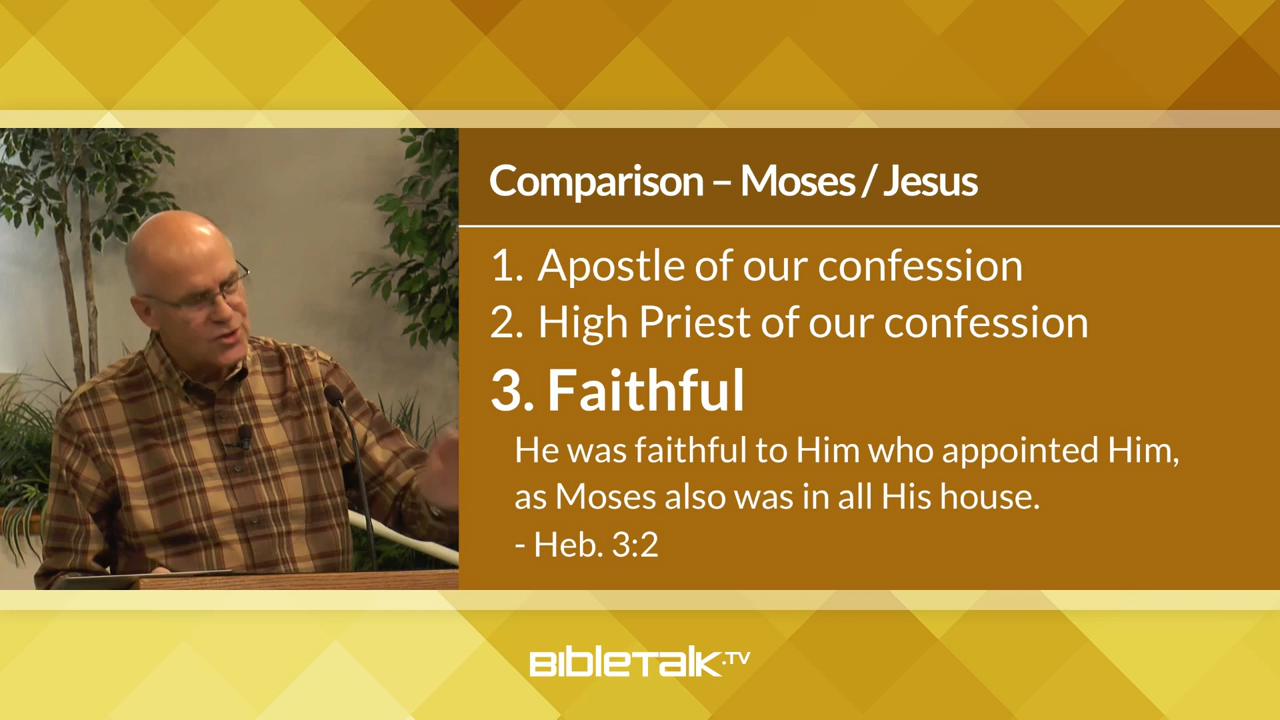 Comparison – Moses / Jesus
1. Apostle of our confession
2. High Priest of our confession
3. Faithful
He was faithful to Him who appointed Him,
as Moses also was in all His house.
- Heb. 3:2
BibleTalk.TV